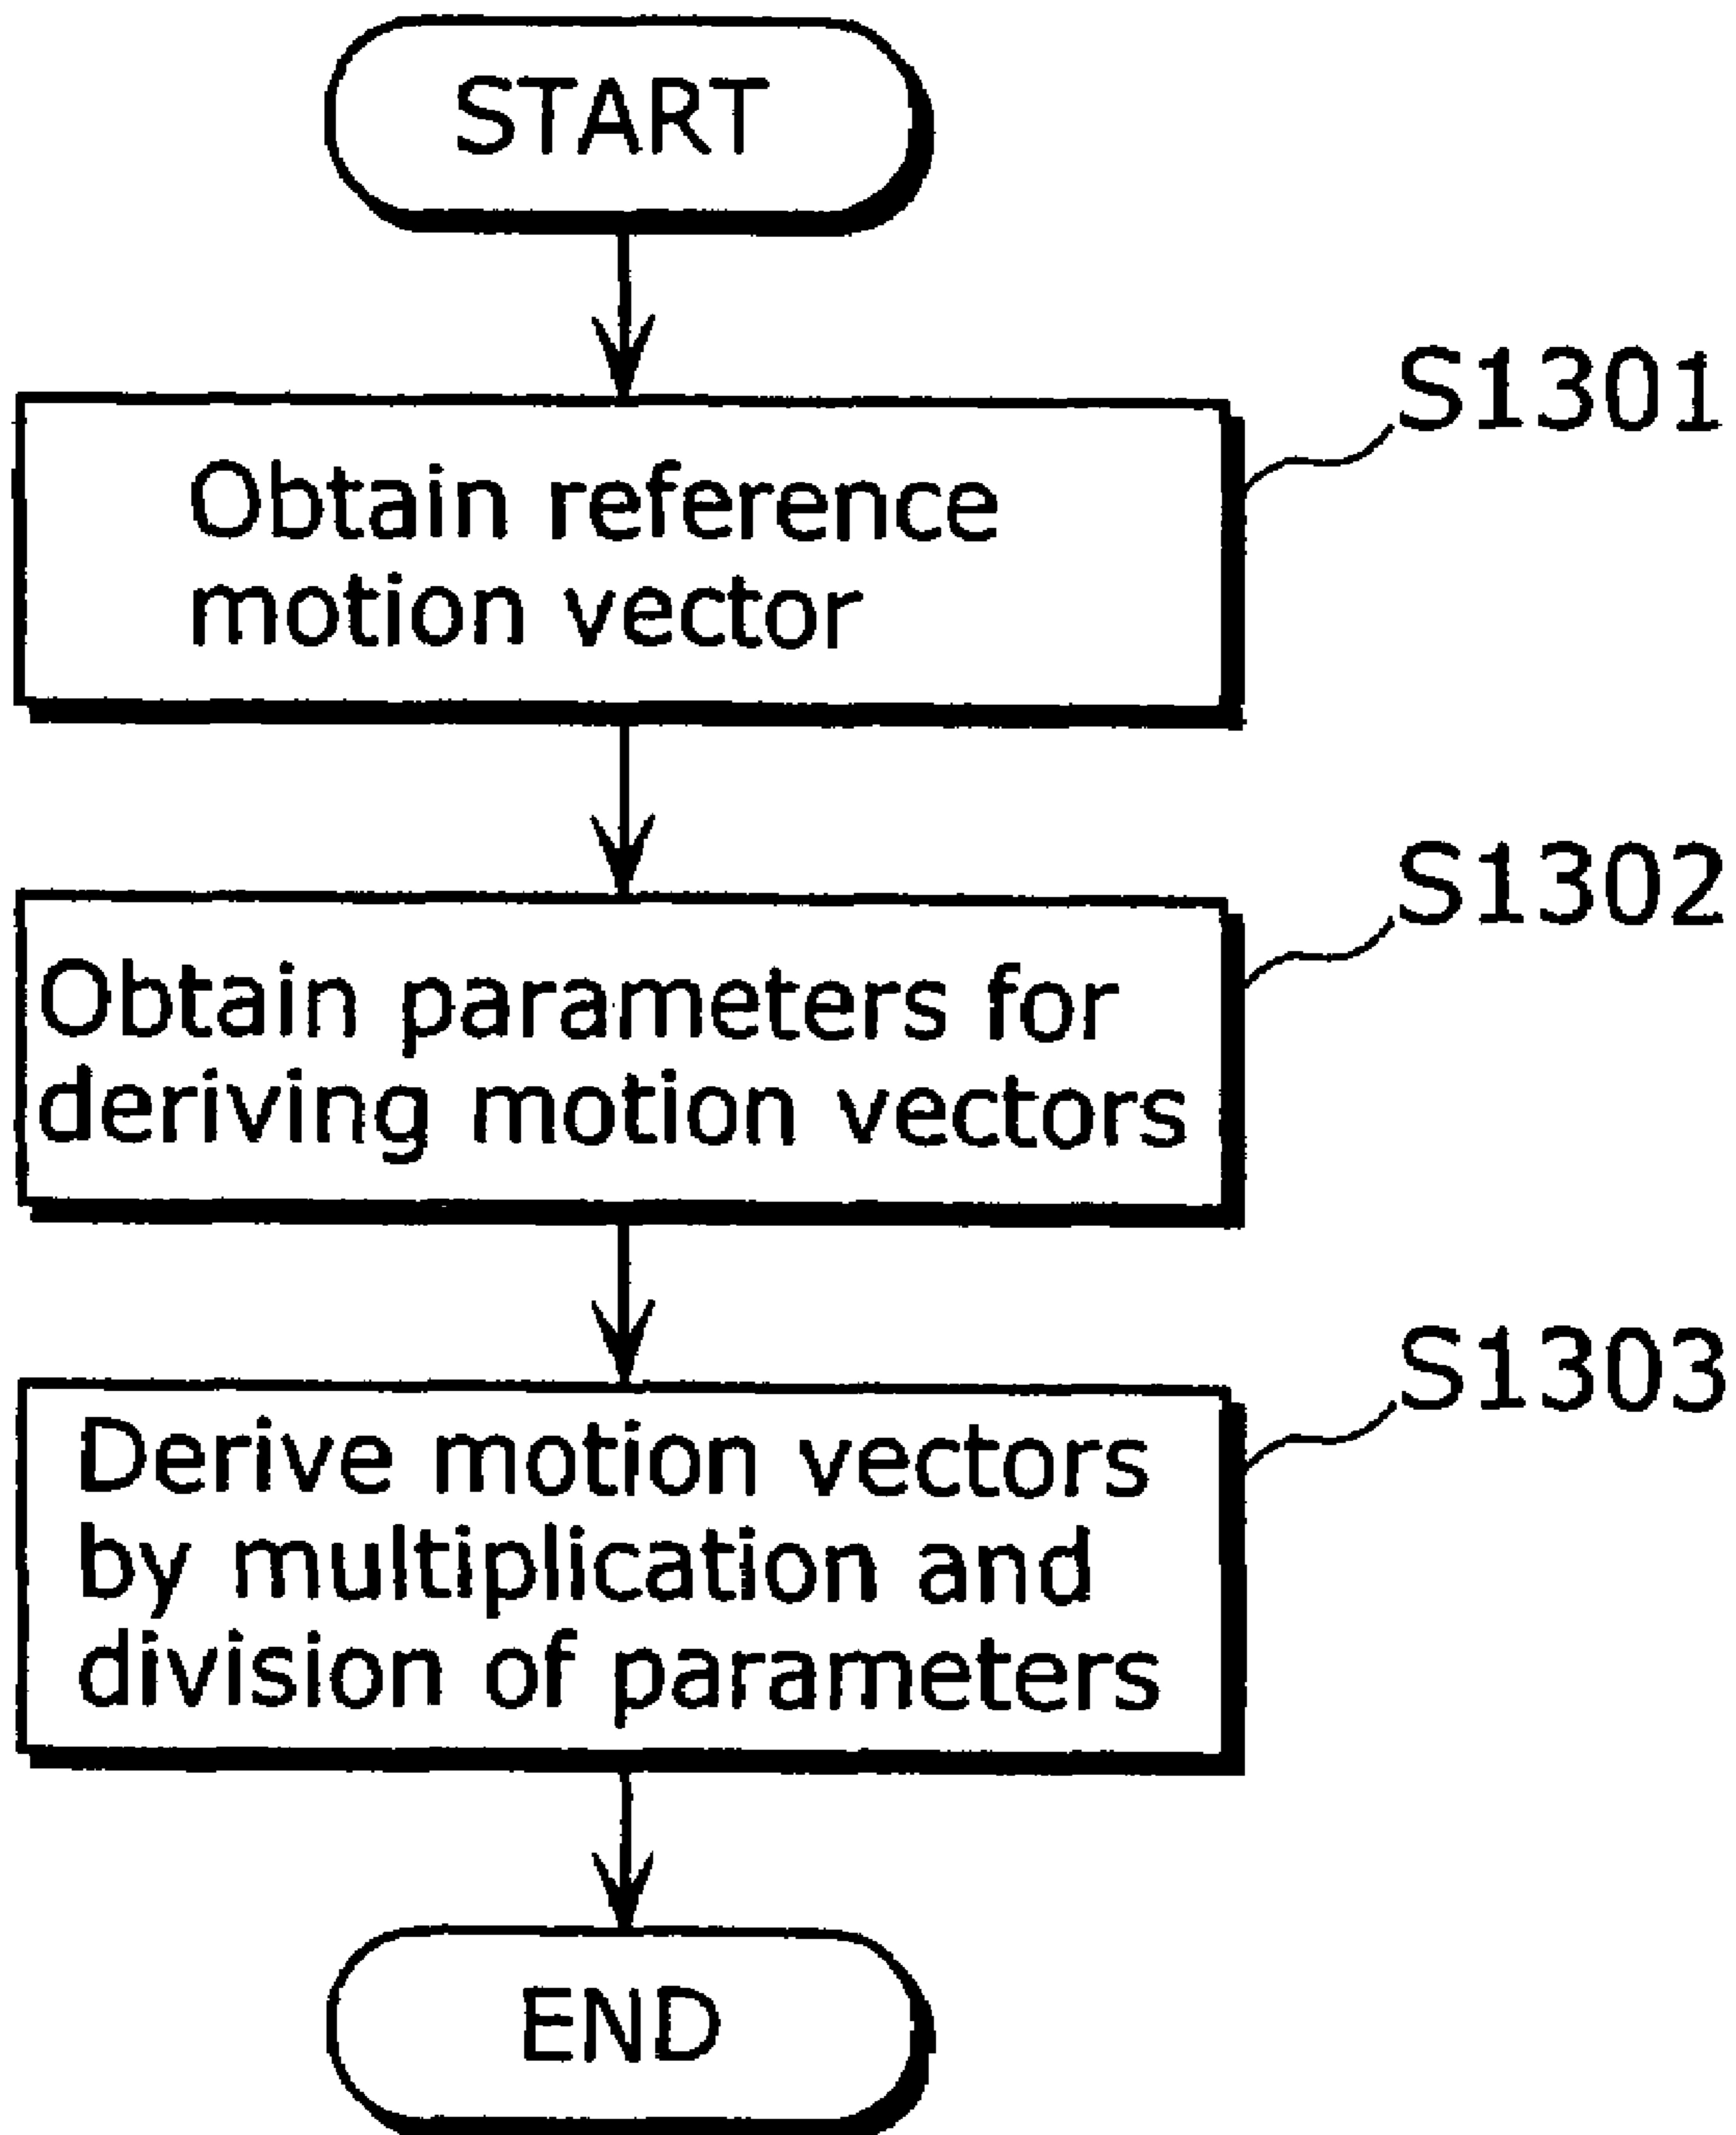 START
S1301
Obtain reference
motion vector
S1302
Obtain parameters for
deriving motion vectors
S1303
Derive motion vectors
by multiplication and
division of parameters
END